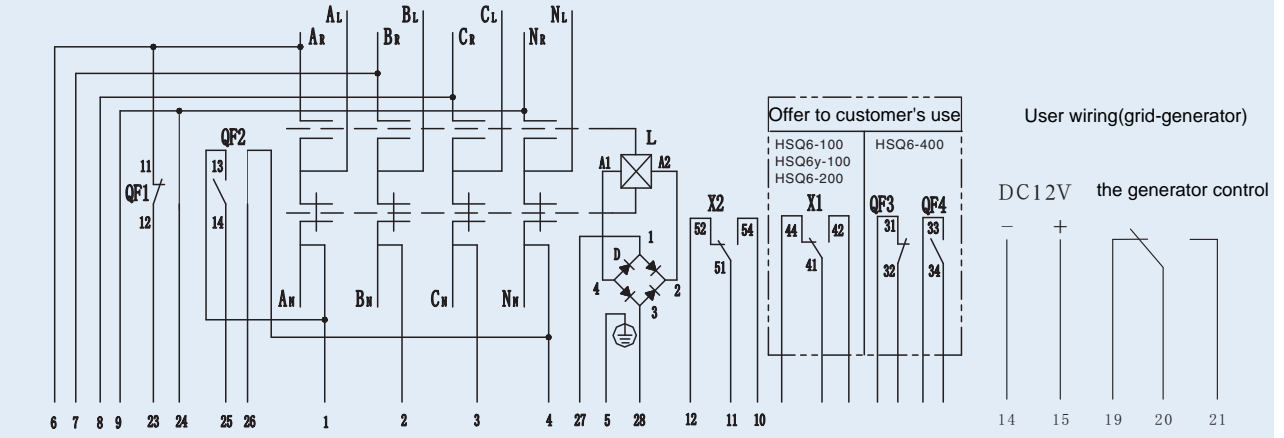 AL BL CL NL
AR BR CR NR
Offer to customer's use
User wiring(grid-generator)
QF2 L
HSQ6-100 HSQ6-400
HSQ6y-100
HSQ6-200
11 13 A1 A2
QF1
DC12V the generator control
12 14
X2 X1 QF3 QF4
− +
52 54 44 42 31 33
51 41 32 34
D 1
4 2
3
AN BN CN NN
6 7 8 9 23 24 25 26 1 2 3 4 27 5 28 12 11 10 14 15 19 20 21